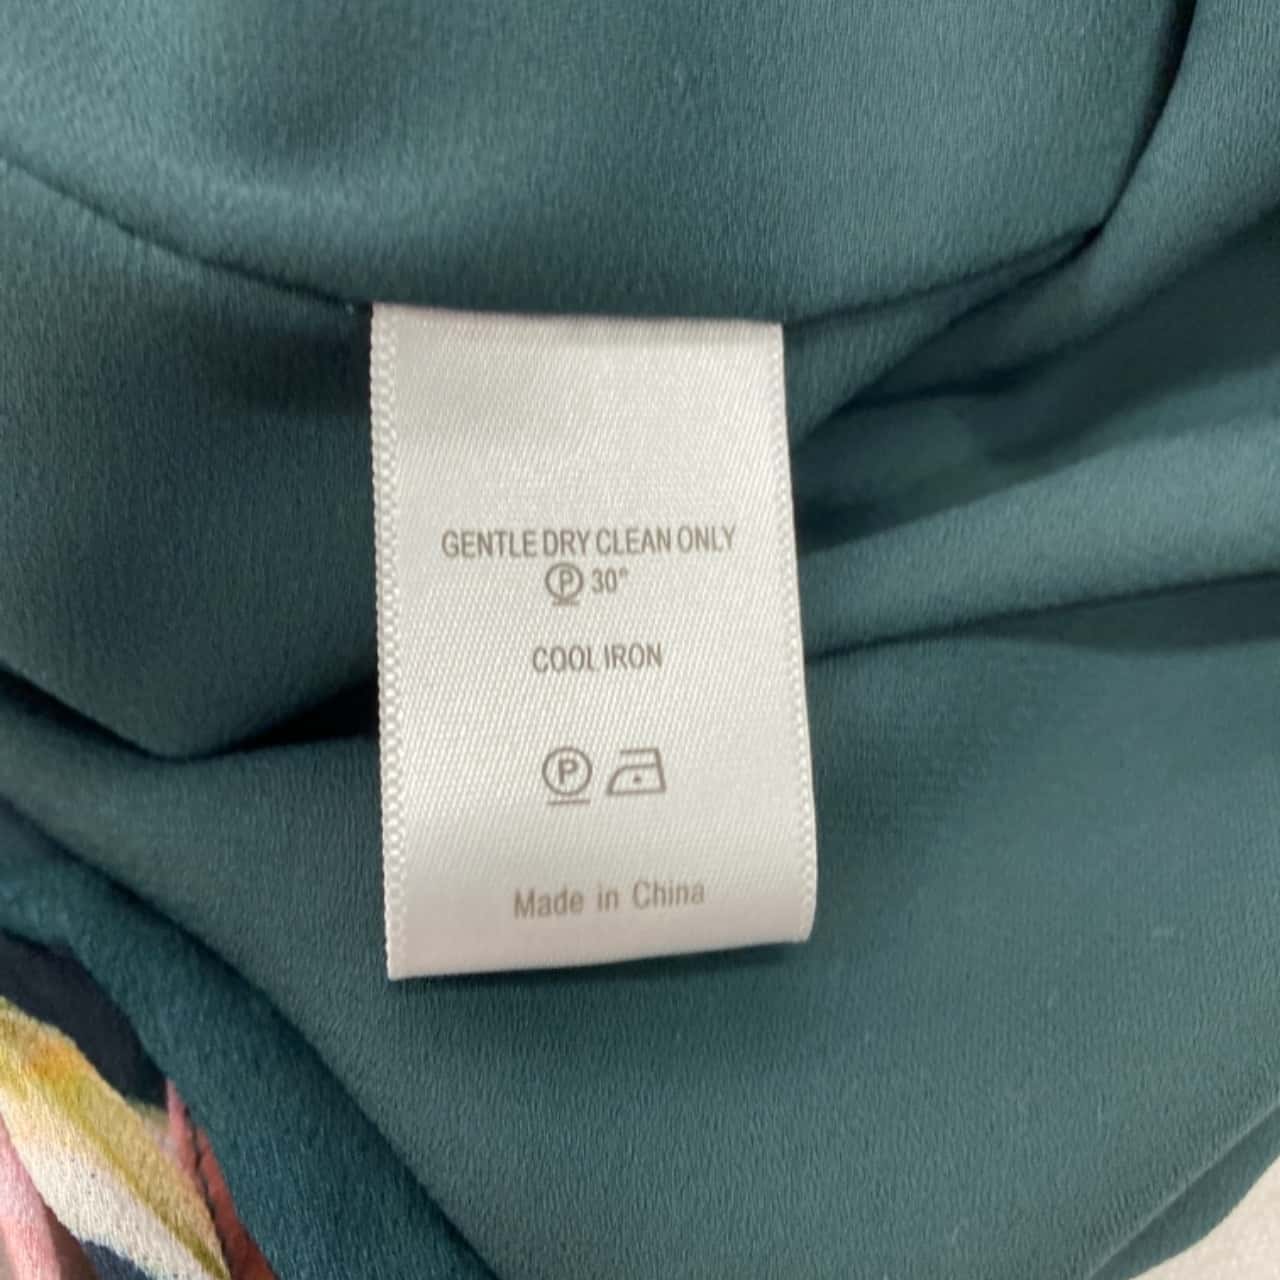 GENTLE DRY CLEAN ONLY
Ⓟ 30°
COOL IRON
Ⓟ
Made in China